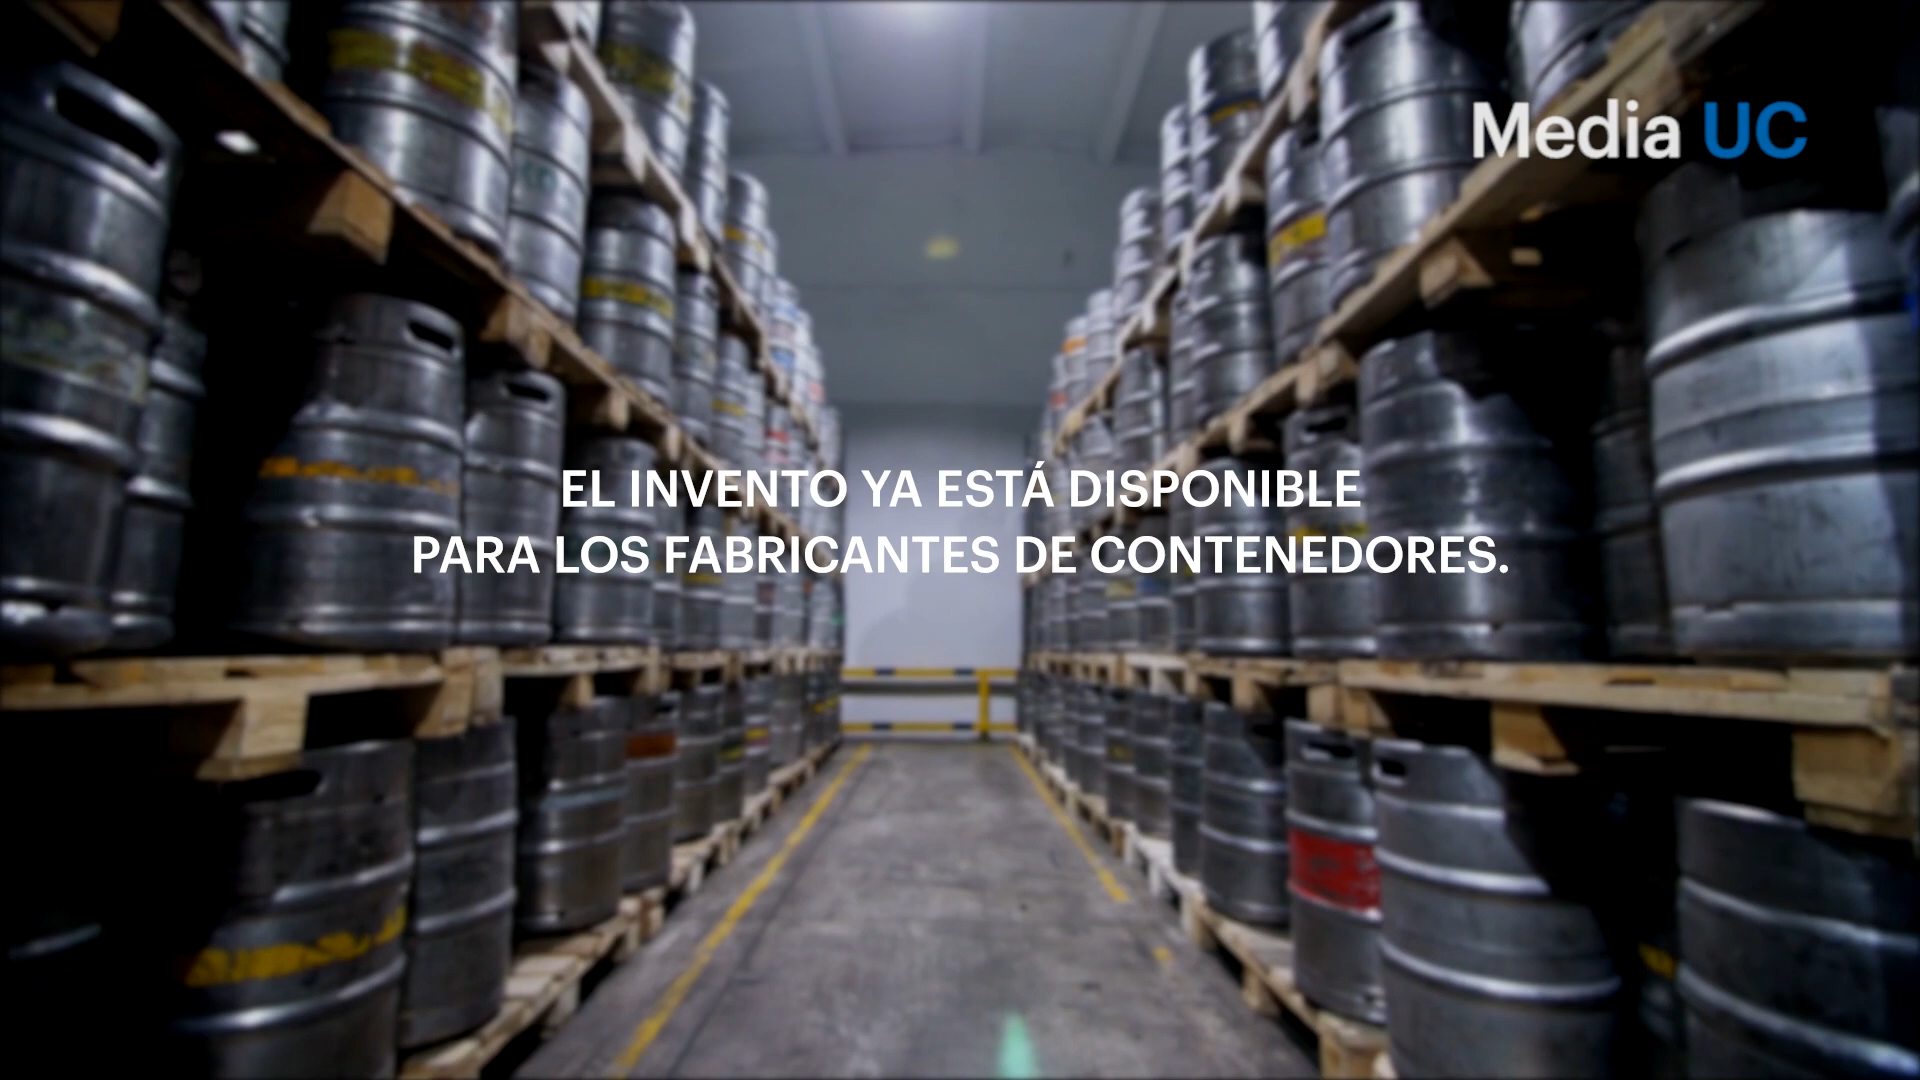 Media UC
EL INVENTO YA ESTÁ DISPONIBLE
PARA LOS FABRICANTES DE CONTENEDORES.